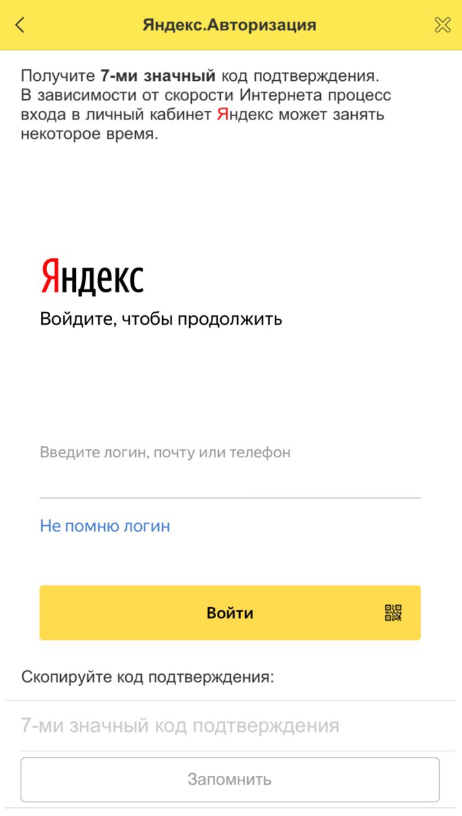 Яндекс.Авторизация
Получите 7-ми значный код подтверждения.
В зависимости от скорости Интернета процесс
входа в личный кабинет Яндекс может занять
некоторое время.
Яндекс
Войдите, чтобы продолжить
Введите логин, почту или телефон
Не помню логин
Войти
Скопируйте код подтверждения:
7-ми значный код подтверждения
Запомнить